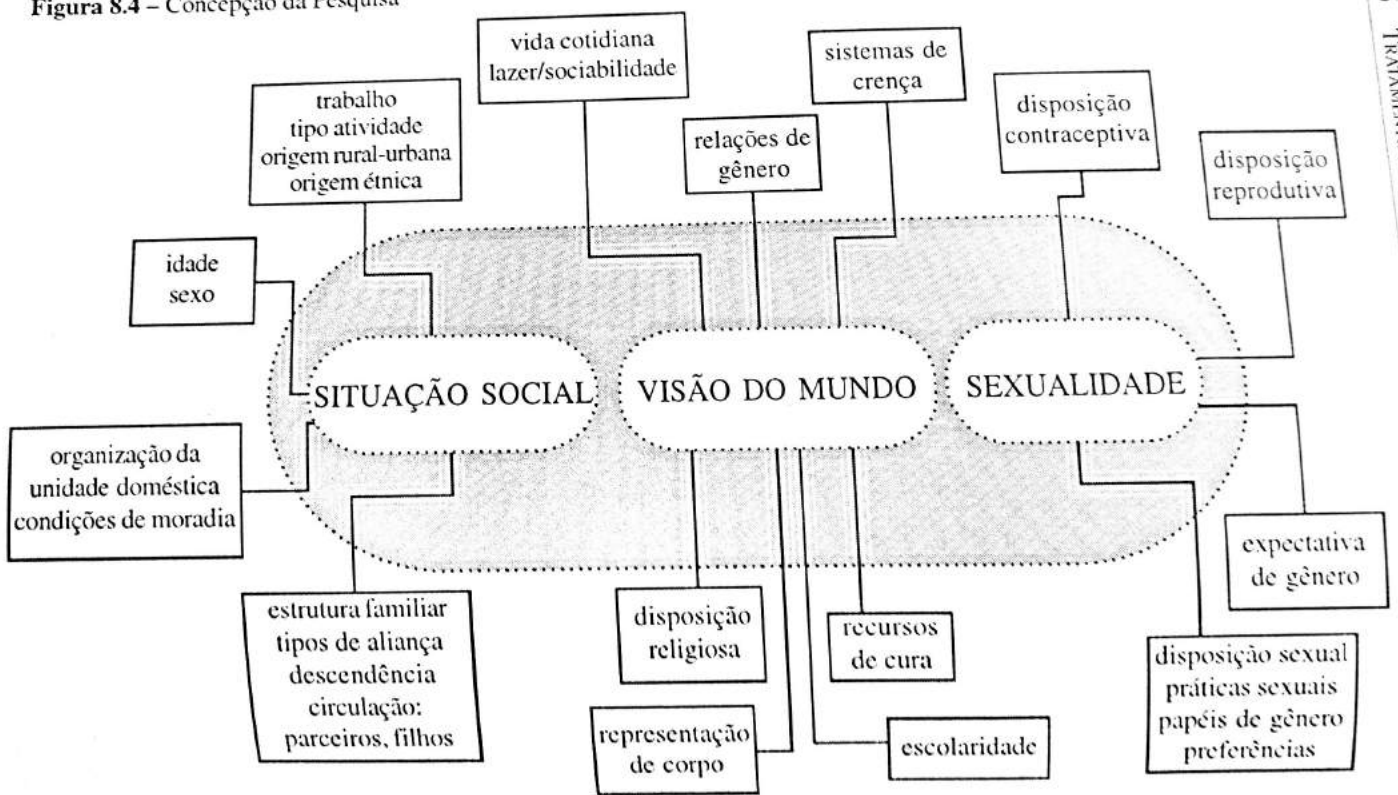 Figura 8.4 – Concepção da Pesquisa
vida cotidiana
lazer/sociabilidade
sistemas de
crença
trabalho
tipo atividade
origem rural-urbana
origem étnica
relações de
gênero
disposição
contraceptiva
disposição
reprodutiva
idade
sexo
SITUAÇÃO SOCIAL
VISÃO DO MUNDO
SEXUALIDADE
organização da
unidade doméstica
condições de moradia
estrutura familiar
tipos de aliança
descendência
circulação:
parceiros, filhos
disposição
religiosa
recursos
de cura
expectativa
de gênero
representação
de corpo
escolaridade
disposição sexual
práticas sexuais
papéis de gênero
preferências